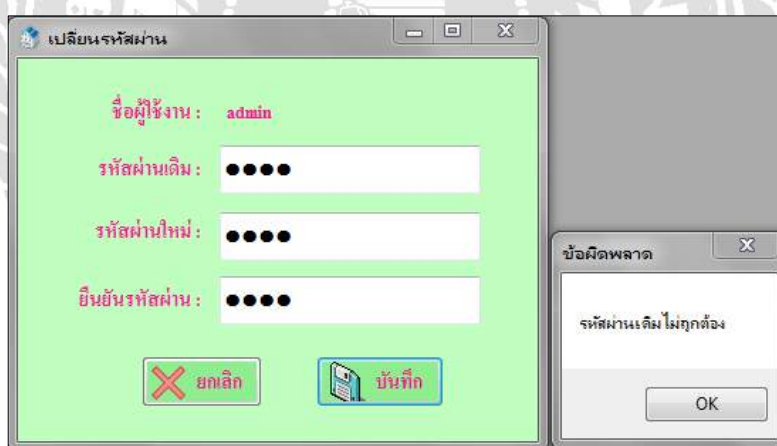 เปลี่ยนรหัสผ่าน
ชื่อผู้ใช้งาน : admin
รหัสผ่านเดิม : ●●●●
รหัสผ่านใหม่ : ●●●●
ยืนยันรหัสผ่าน : ●●●●
ยกเลิก บันทึก
ข้อผิดพลาด
รหัสผ่านเดิมไม่ถูกต้อง
OK